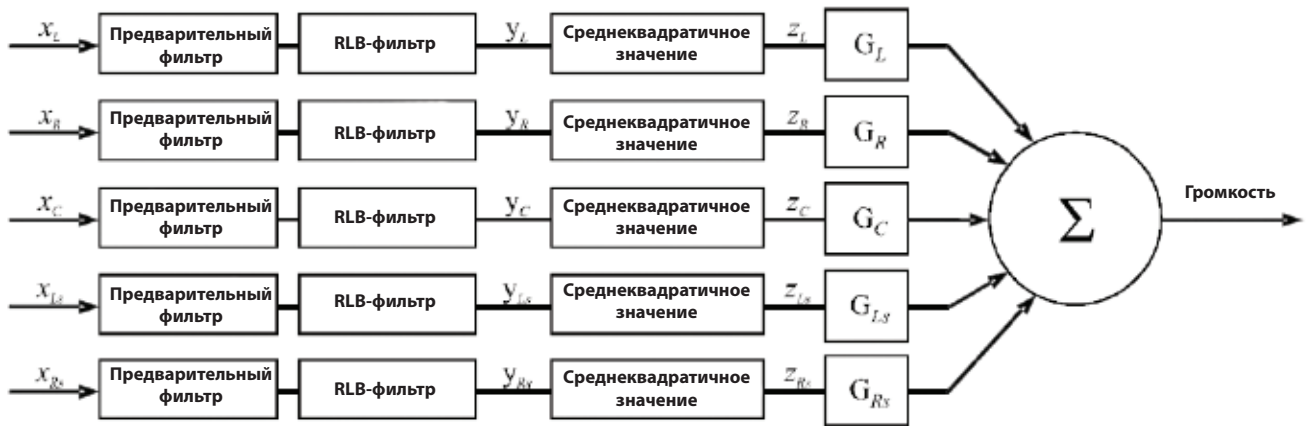 x_L Предварительный фильтр RLB-фильтр y_L Среднеквадратичное значение z_L G_L
x_R Предварительный фильтр RLB-фильтр y_R Среднеквадратичное значение z_R G_R
x_C Предварительный фильтр RLB-фильтр y_C Среднеквадратичное значение z_C G_C
Σ
Громкость
x_Ls Предварительный фильтр RLB-фильтр y_Ls Среднеквадратичное значение z_Ls G_Ls
x_Rs Предварительный фильтр RLB-фильтр y_Rs Среднеквадратичное значение z_Rs G_Rs